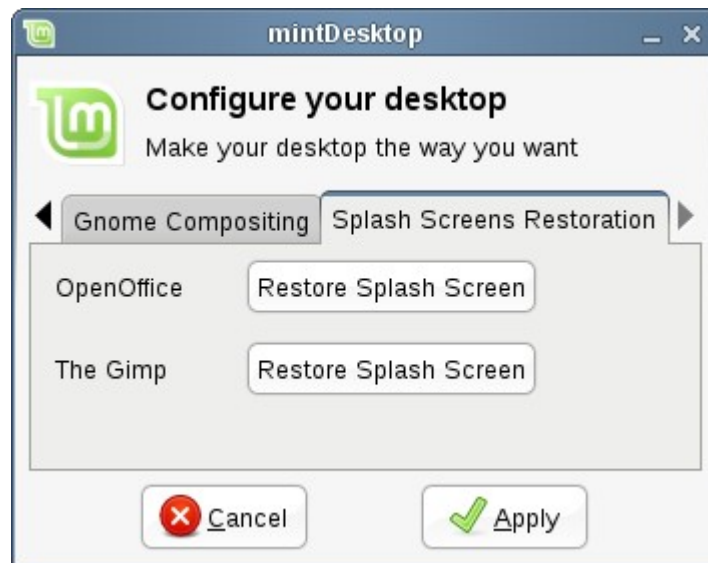 mintDesktop
Configure your desktop
Make your desktop the way you want
Gnome Compositing
Splash Screens Restoration
OpenOffice
Restore Splash Screen
The Gimp
Restore Splash Screen
Cancel
Apply